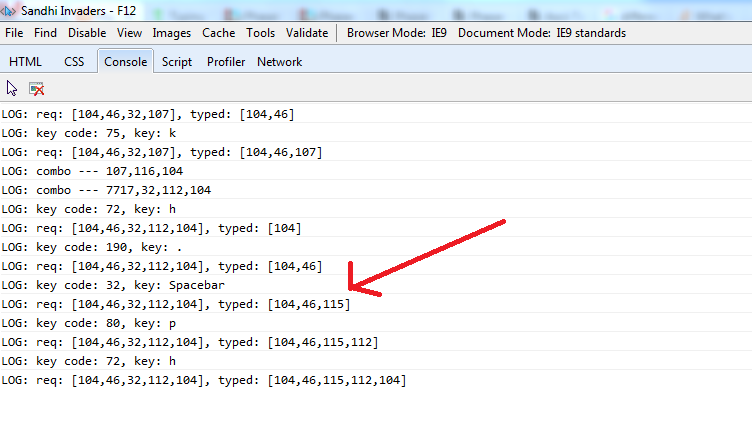 Sandhi Invaders - F12
File Find Disable View Images Cache Tools Validate Browser Mode: IE9 Document Mode: IE9 standards
HTML CSS Console Script Profiler Network
LOG: req: [104,46,32,107], typed: [104,46]
LOG: key code: 75, key: k
LOG: req: [104,46,32,107], typed: [104,46,107]
LOG: combo --- 107,116,104
LOG: combo --- 7717,32,112,104
LOG: key code: 72, key: h
LOG: req: [104,46,32,112,104], typed: [104]
LOG: key code: 190, key: .
LOG: req: [104,46,32,112,104], typed: [104,46]
LOG: key code: 32, key: Spacebar
LOG: req: [104,46,32,112,104], typed: [104,46,115]
LOG: key code: 80, key: p
LOG: req: [104,46,32,112,104], typed: [104,46,115,112]
LOG: key code: 72, key: h
LOG: req: [104,46,32,112,104], typed: [104,46,115,112,104]